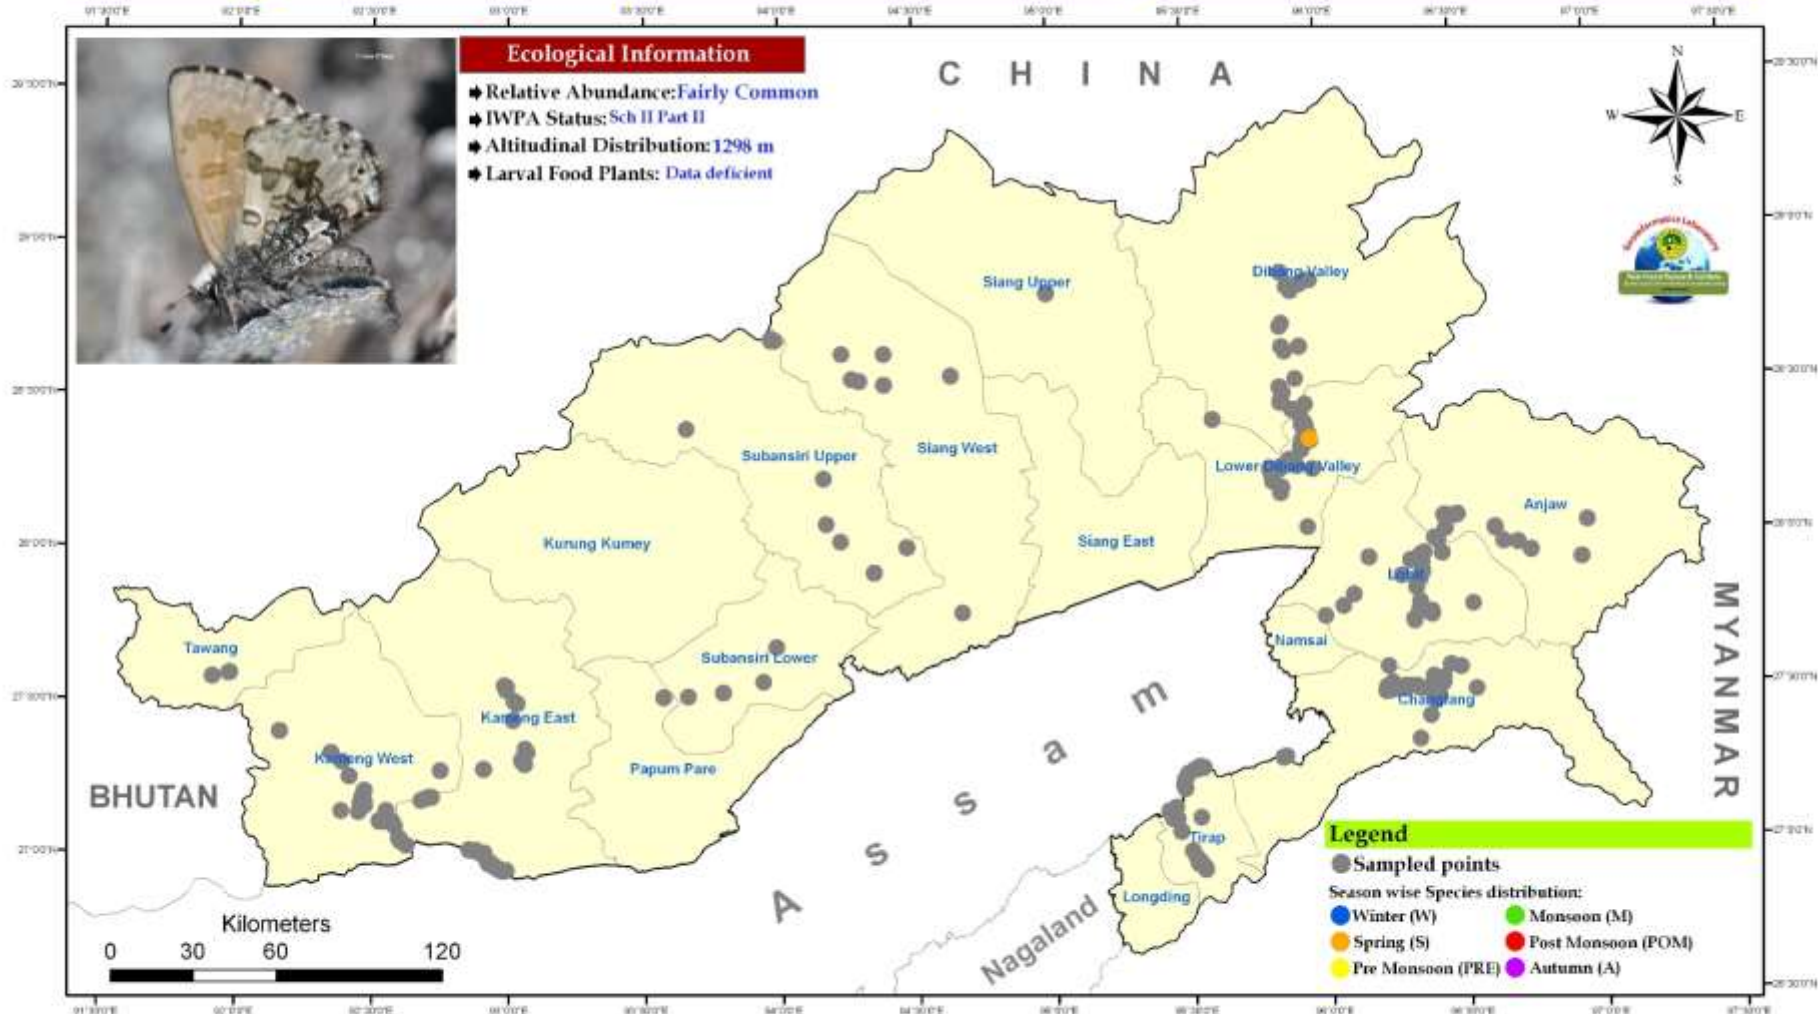 Ecological Information
Relative Abundance: Fairly Common
IWPA Status: Sch II Part II
Altitudinal Distribution: 1298 m
Larval Food Plants: Data deficient
C H I N A
N
W E
S
Dibang Valley
Siang Upper
Subansiri Upper
Siang West
Lower Dibang Valley
Anjaw
Kurung Kumey
Siang East
Lohit
Tawang
Subansiri Lower
Namsai
Kameng East
Changlang
Kameng West
Papum Pare
BHUTAN
MYANMAR
A s s a m
Tirap
Longding
Nagaland
Kilometers
0 30 60 120
Legend
Sampled points
Season wise Species distribution:
Winter (W) Monsoon (M)
Spring (S) Post Monsoon (POM)
Pre Monsoon (PRE) Autumn (A)